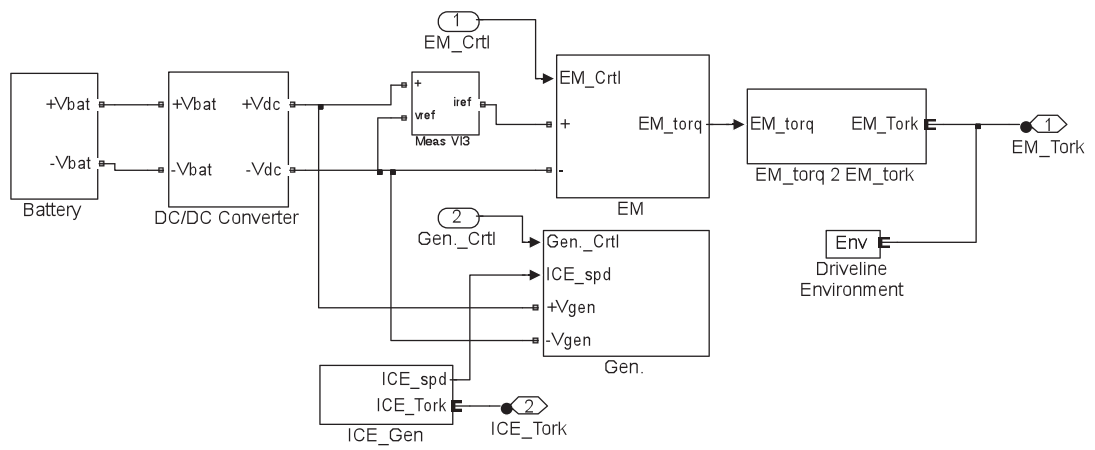 1
EM_Crtl
+Vbat
-Vbat
Battery
+Vbat
-Vbat
+Vdc
-Vdc
DC/DC Converter
+
vref
iref
Meas VI3
EM_Crtl
+
-
EM_torq
EM
EM_torq
EM_Tork
EM_torq 2 EM_tork
1
EM_Tork
2
Gen._Crtl
Gen._Crtl
ICE_spd
+Vgen
-Vgen
Gen.
Env
Driveline
Environment
ICE_spd
ICE_Tork
ICE_Gen
2
ICE_Tork